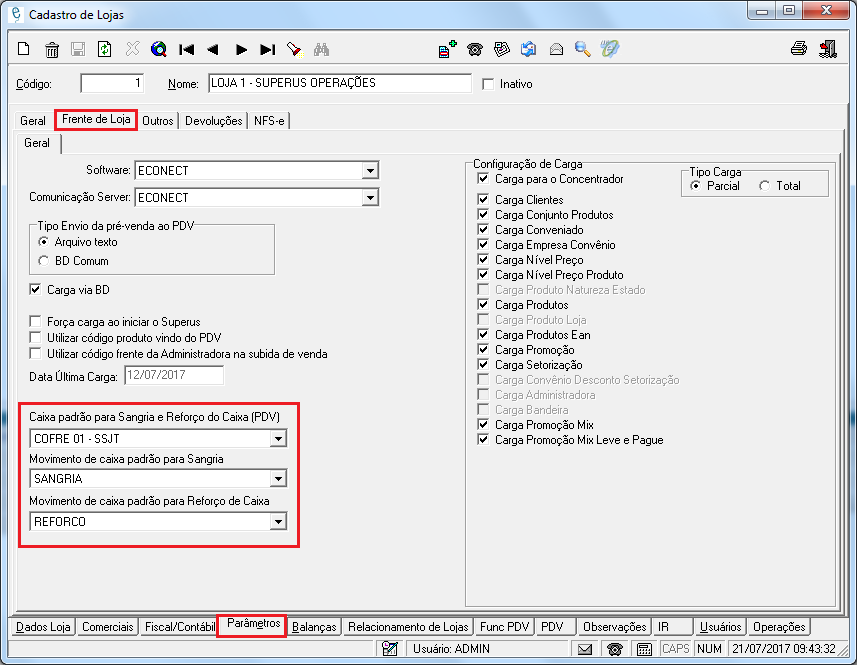 Cadastro de Lojas
Código: 1 Nome: LOJA 1 - SUPERUS OPERAÇÕES Inativo
Geral Frente de Loja Outros Devoluções NFS-e
Geral
Software: ECONECT
Comunicação Server: ECONECT
Tipo Envio da pré-venda ao PDV
Arquivo texto
BD Comum
Carga via BD
Força carga ao iniciar o Superus
Utilizar código produto vindo do PDV
Utilizar código frente da Administradora na subida de venda
Data Última Carga: 12/07/2017
Caixa padrão para Sangria e Reforço do Caixa (PDV)
COFRE 01 - SSJT
Movimento de caixa padrão para Sangria
SANGRIA
Movimento de caixa padrão para Reforço de Caixa
REFORCO
Configuração de Carga
Carga para o Concentrador
Tipo Carga
Parcial Total
Carga Clientes
Carga Conjunto Produtos
Carga Conveniado
Carga Empresa Convênio
Carga Nível Preço
Carga Nível Preço Produto
Carga Produto Natureza Estado
Carga Produtos
Carga Produto Loja
Carga Produtos Ean
Carga Promoção
Carga Setorização
Carga Convênio Desconto Setorização
Carga Administradora
Carga Bandeira
Carga Promoção Mix
Carga Promoção Mix Leve e Pague
Dados Loja Comerciais Fiscal/Contábil Parâmetros Balanças Relacionamento de Lojas Func PDV PDV Observações IR Usuários Operações
Usuário: ADMIN CAPS NUM 21/07/2017 09:43:32